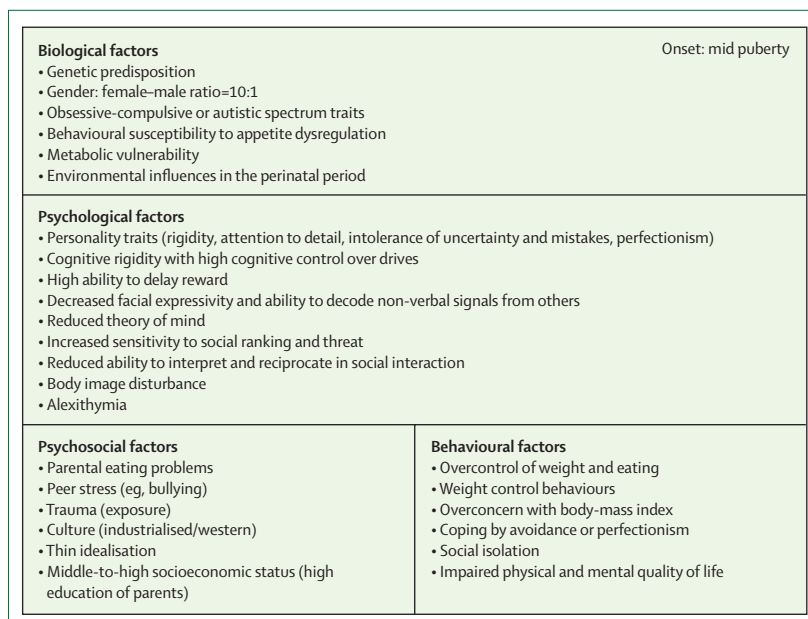 Biological factors
Onset: mid puberty
• Genetic predisposition
• Gender: female–male ratio=10:1
• Obsessive-compulsive or autistic spectrum traits
• Behavioural susceptibility to appetite dysregulation
• Metabolic vulnerability
• Environmental influences in the perinatal period
Psychological factors
• Personality traits (rigidity, attention to detail, intolerance of uncertainty and mistakes, perfectionism)
• Cognitive rigidity with high cognitive control over drives
• High ability to delay reward
• Decreased facial expressivity and ability to decode non-verbal signals from others
• Reduced theory of mind
• Increased sensitivity to social ranking and threat
• Reduced ability to interpret and reciprocate in social interaction
• Body image disturbance
• Alexithymia
Psychosocial factors
• Parental eating problems
• Peer stress (eg, bullying)
• Trauma (exposure)
• Culture (industrialised/western)
• Thin idealisation
• Middle-to-high socioeconomic status (high
education of parents)
Behavioural factors
• Overcontrol of weight and eating
• Weight control behaviours
• Overconcern with body-mass index
• Coping by avoidance or perfectionism
• Social isolation
• Impaired physical and mental quality of life